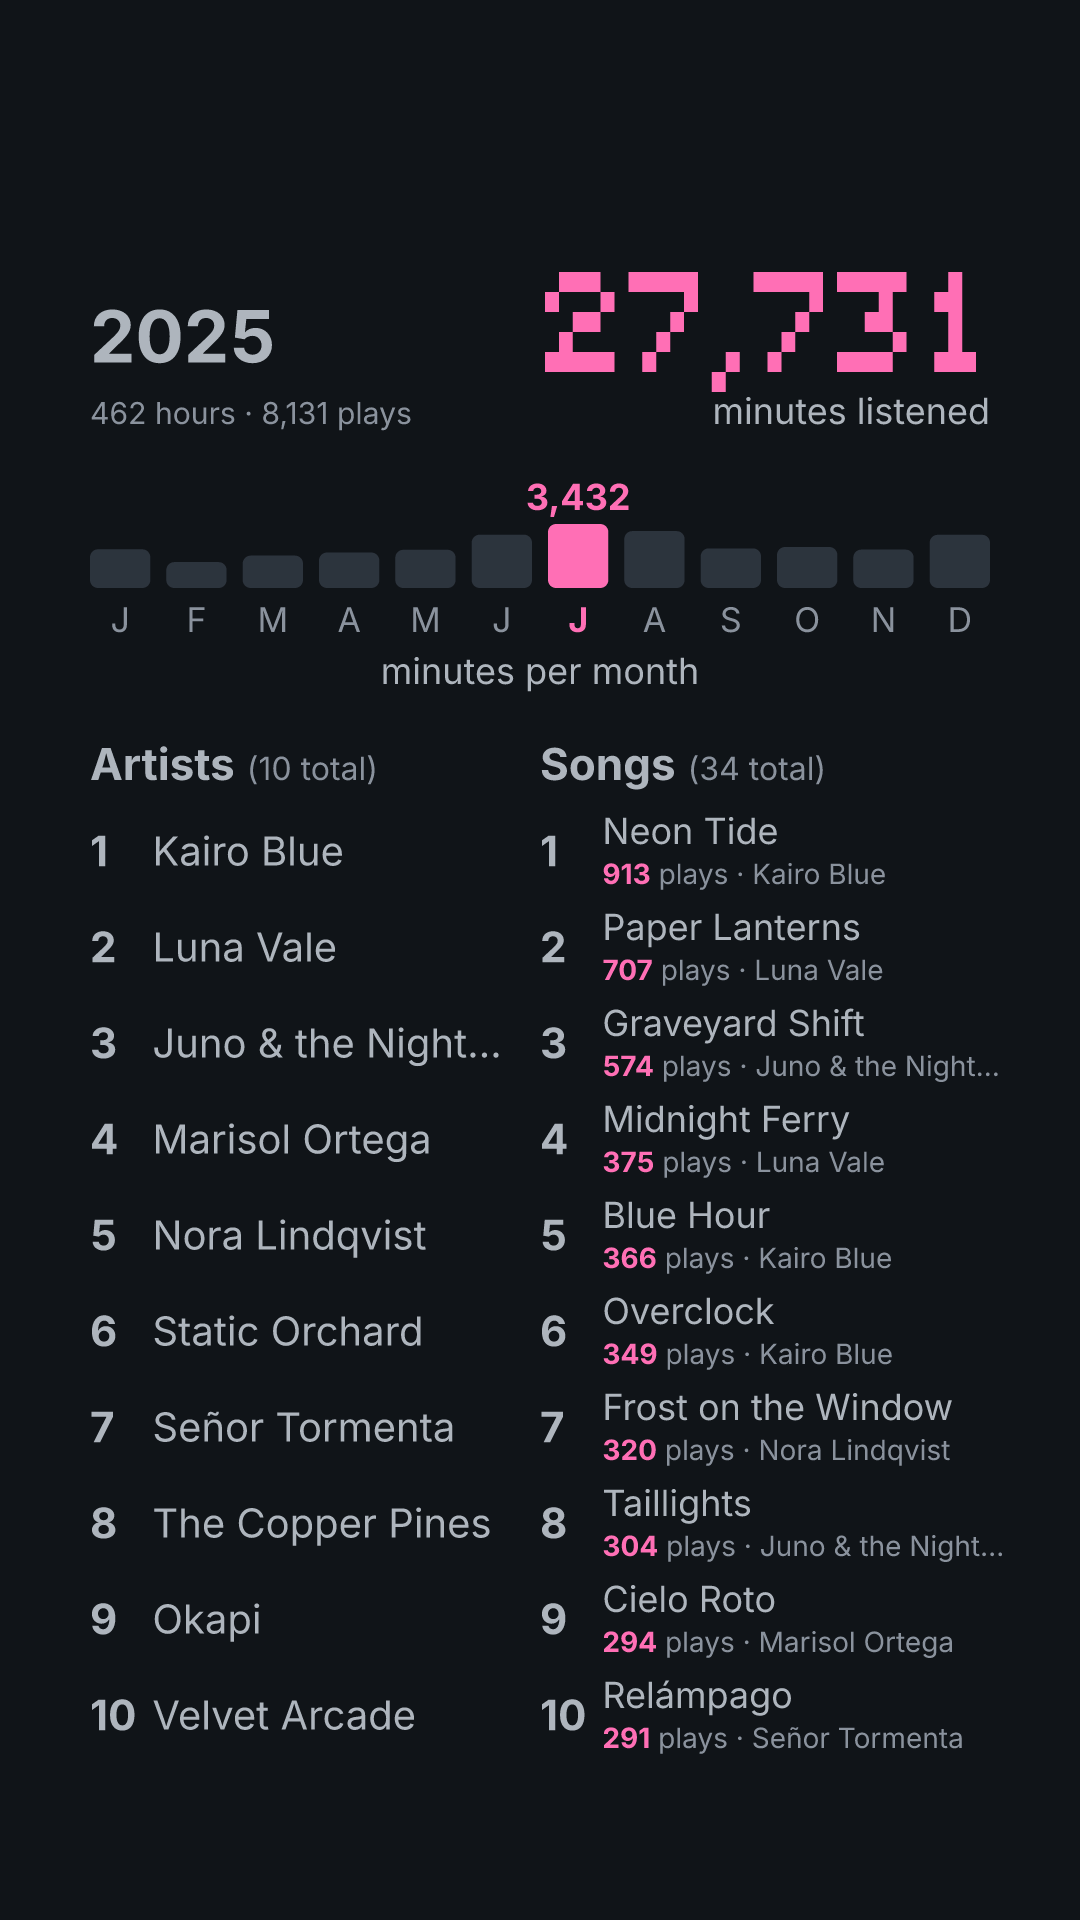 2025
27,731
462 hours · 8,131 plays
minutes listened
3,432
J F M A M J J A S O N D
minutes per month
Artists (10 total)
1 Kairo Blue
2 Luna Vale
3 Juno & the Night...
4 Marisol Ortega
5 Nora Lindqvist
6 Static Orchard
7 Señor Tormenta
8 The Copper Pines
9 Okapi
10 Velvet Arcade
Songs (34 total)
1 Neon Tide
913 plays · Kairo Blue
2 Paper Lanterns
707 plays · Luna Vale
3 Graveyard Shift
574 plays · Juno & the Night...
4 Midnight Ferry
375 plays · Luna Vale
5 Blue Hour
366 plays · Kairo Blue
6 Overclock
349 plays · Kairo Blue
7 Frost on the Window
320 plays · Nora Lindqvist
8 Taillights
304 plays · Juno & the Night...
9 Cielo Roto
294 plays · Marisol Ortega
10 Relámpago
291 plays · Señor Tormenta